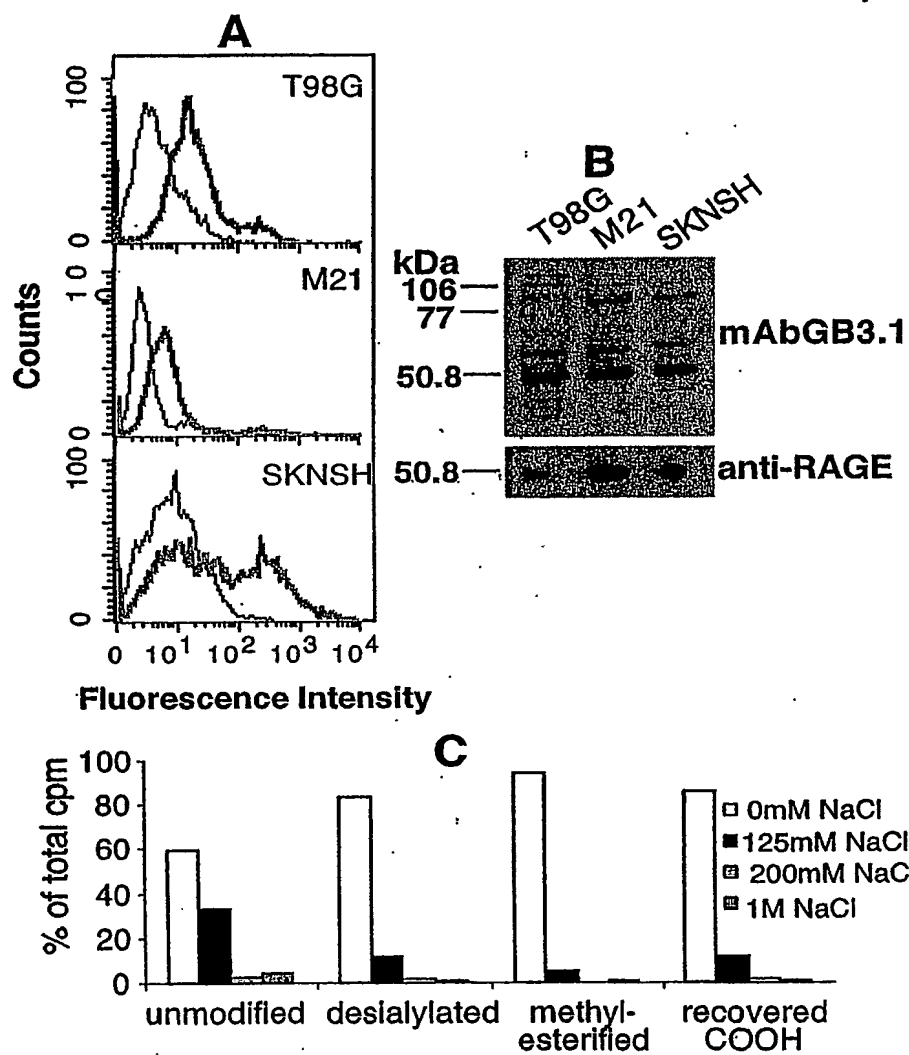 A
T98G
100
0
M21
1 0
0
SKNSH
100
0
Counts
0 10¹ 10² 10³ 10⁴
Fluorescence Intensity
B
T98G M21 SKNSH
kDa
106
77
50.8
mAbGB3.1
50.8
anti-RAGE
C
% of total cpm
100
80
60
40
20
0
0mM NaCl
125mM NaCl
200mM NaC
1M NaCl
unmodified desialylated methyl- recovered
esterified COOH